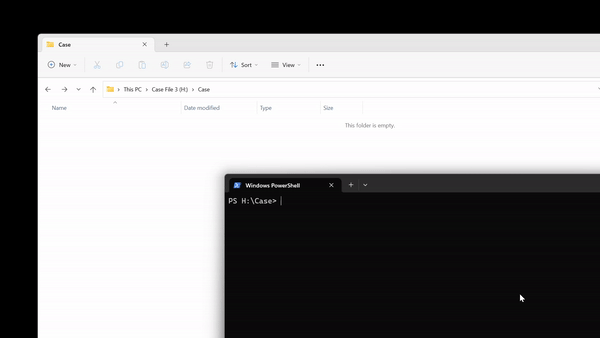 Case
New
Sort
View
This PC > Case File 3 (H:) > Case
Name
Date modified
Type
Size
This folder is empty.
Windows PowerShell
PS H:\Case>